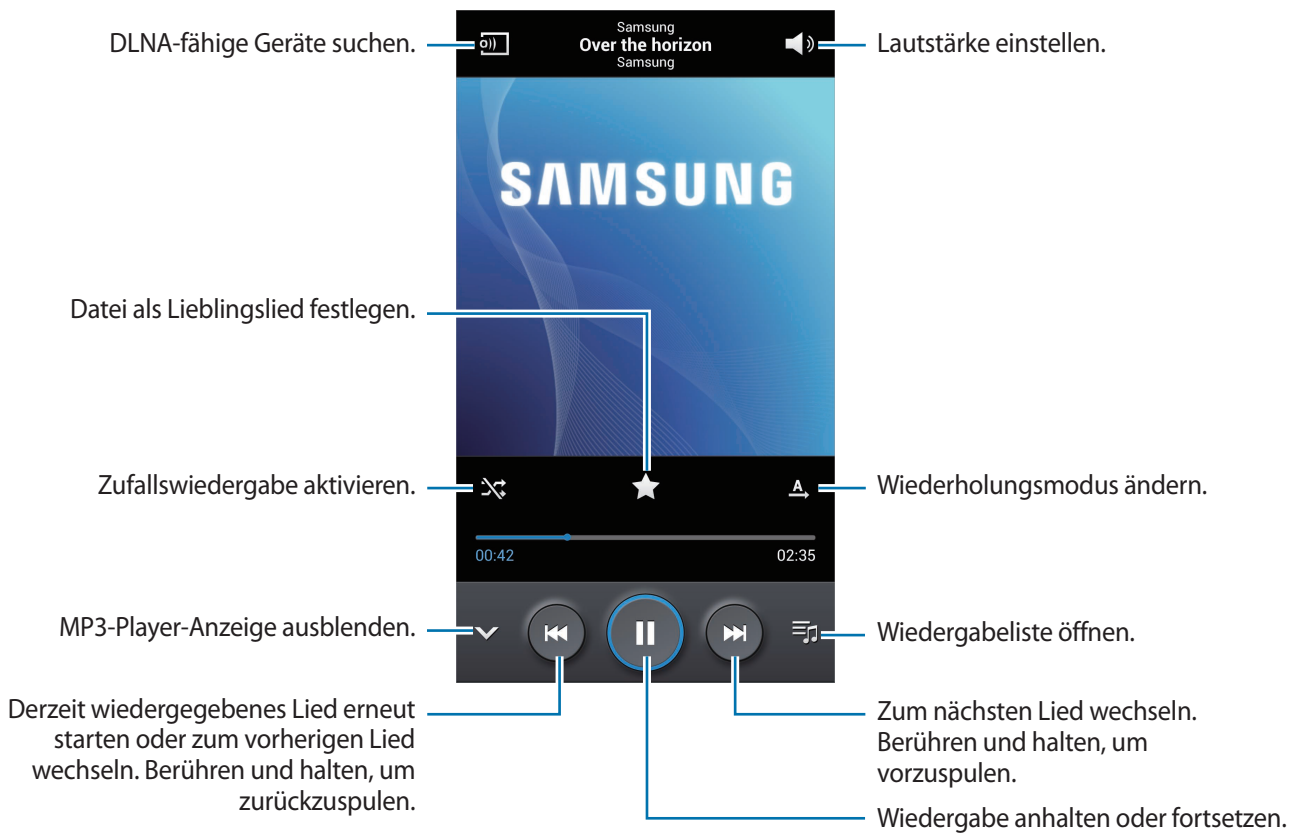 DLNA-fähige Geräte suchen.
Samsung
Over the horizon
Samsung
Lautstärke einstellen.
SAMSUNG
Datei als Lieblingslied festlegen.
Zufallswiedergabe aktivieren.
A
Wiederholungsmodus ändern.
00:42
02:35
MP3-Player-Anzeige ausblenden.
Wiedergabeliste öffnen.
Derzeit wiedergegebenes Lied erneut
starten oder zum vorherigen Lied
wechseln. Berühren und halten, um
zurückzuspulen.
Zum nächsten Lied wechseln.
Berühren und halten, um
vorzuspulen.
Wiedergabe anhalten oder fortsetzen.